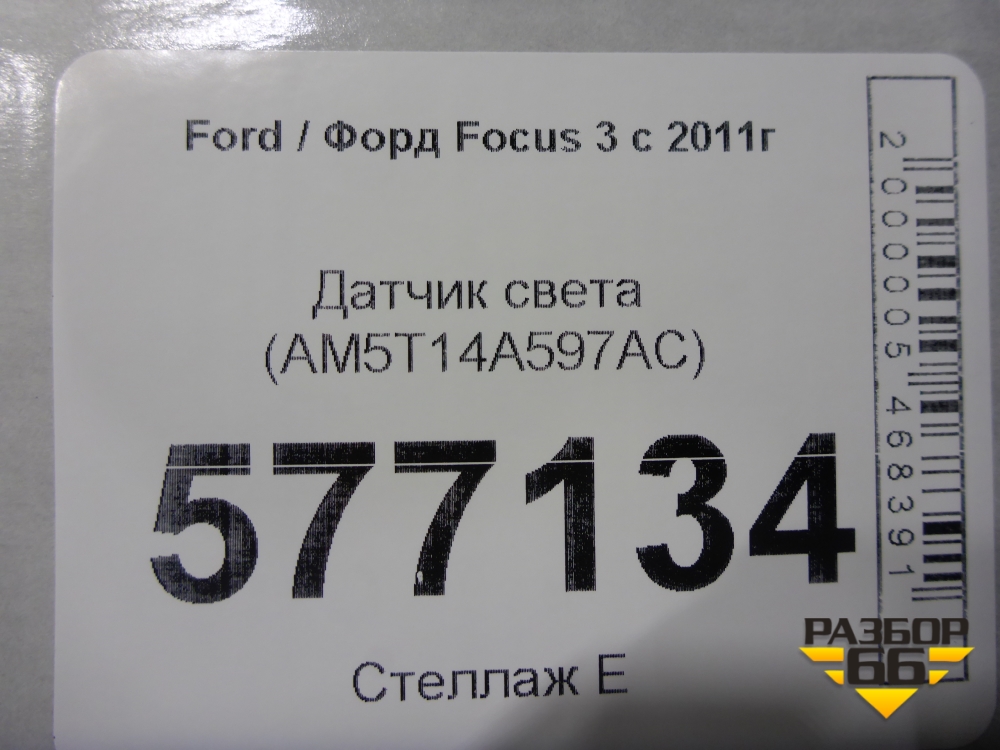 Ford / Форд Focus 3 с 2011г
Датчик света
(AM5T14A597AC)
577134
Стеллаж Е
2000005468391
РАЗБОР
66